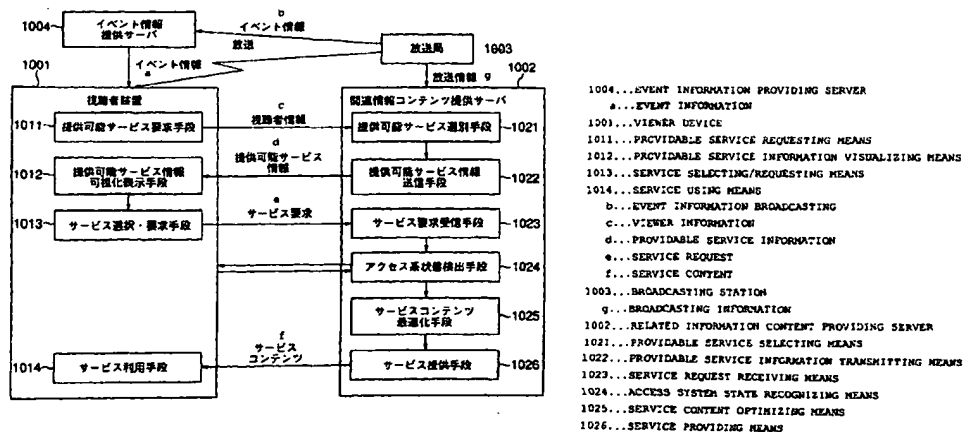 1004
イベント情報
提供サーバ
b
イベント情報
放送
放送局
1003
1001
イベント情報
a
放送情報 g
1002
視聴者装置
関連情報コンテンツ提供サーバ
1011
提供可能サービス要求手段
c
視聴者情報
提供可能サービス選別手段
1021
1012
提供可能サービス情報
可視化表示手段
d
提供可能サービス
情報
提供可能サービス情報
送信手段
1022
1013
サービス選択・要求手段
e
サービス要求
サービス要求受信手段
1023
アクセス系状態検出手段
1024
サービスコンテンツ
最適化手段
1025
1014
サービス利用手段
f
サービス
コンテンツ
サービス提供手段
1026
1004...EVENT INFORMATION PROVIDING SERVER
a...EVENT INFORMATION
1001...VIEWER DEVICE
1011...PROVIDABLE SERVICE REQUESTING MEANS
1012...PROVIDABLE SERVICE INFORMATION VISUALIZING MEANS
1013...SERVICE SELECTING/REQUESTING MEANS
1014...SERVICE USING MEANS
b...EVENT INFORMATION BROADCASTING
c...VIEWER INFORMATION
d...PROVIDABLE SERVICE INFORMATION
e...SERVICE REQUEST
f...SERVICE CONTENT
1003...BROADCASTING STATION
g...BROADCASTING INFORMATION
1002...RELATED INFORMATION CONTENT PROVIDING SERVER
1021...PROVIDABLE SERVICE SELECTING MEANS
1022...PROVIDABLE SERVICE INFORMATION TRANSMITTING MEANS
1023...SERVICE REQUEST RECEIVING MEANS
1024...ACCESS SYSTEM STATE RECOGNIZING MEANS
1025...SERVICE CONTENT OPTIMIZING MEANS
1026...SERVICE PROVIDING MEANS